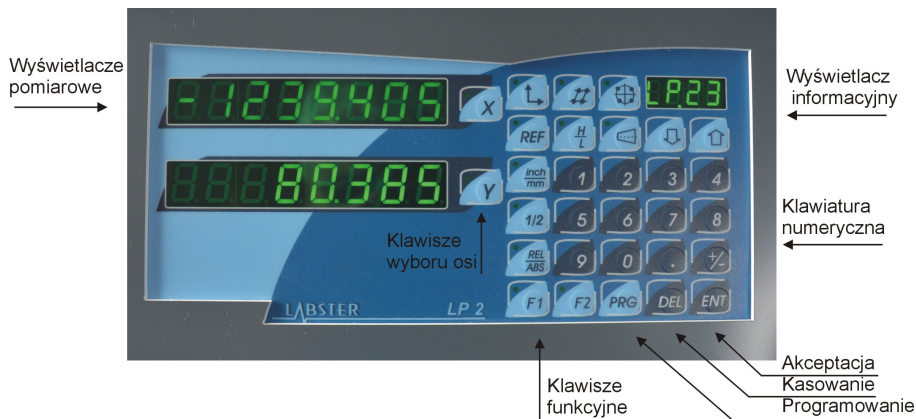 Wyświetlacze
pomiarowe
-1239.405
X
LP.23
Wyświetlacz
informacyjny
REF
H
L
80.385
Y
inch
mm
1
2
3
4
Klawiatura
numeryczna
1/2
5
6
7
8
Klawisze
wyboru osi
REL
ABS
9
0
.
+/-
LABSTER
LP 2
F1
F2
PRG
DEL
ENT
Akceptacja
Kasowanie
Programowanie
Klawisze
funkcyjne